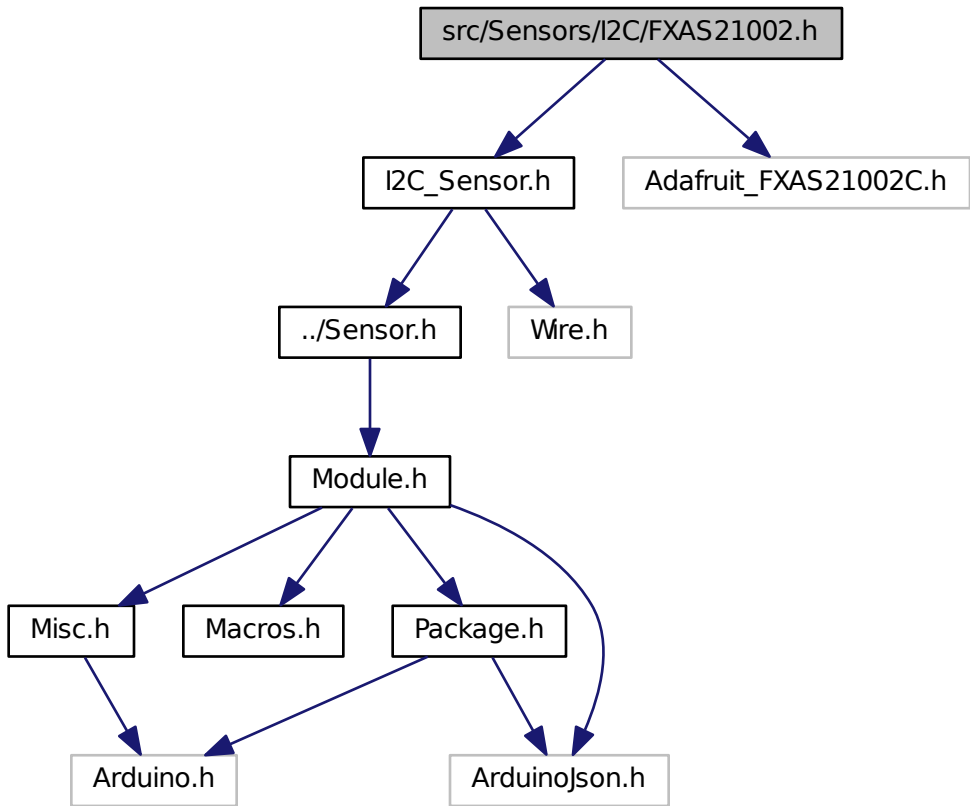 src/Sensors/I2C/FXAS21002.h
I2C_Sensor.h
Adafruit_FXAS21002C.h
../Sensor.h
Wire.h
Module.h
Misc.h
Macros.h
Package.h
Arduino.h
ArduinoJson.h